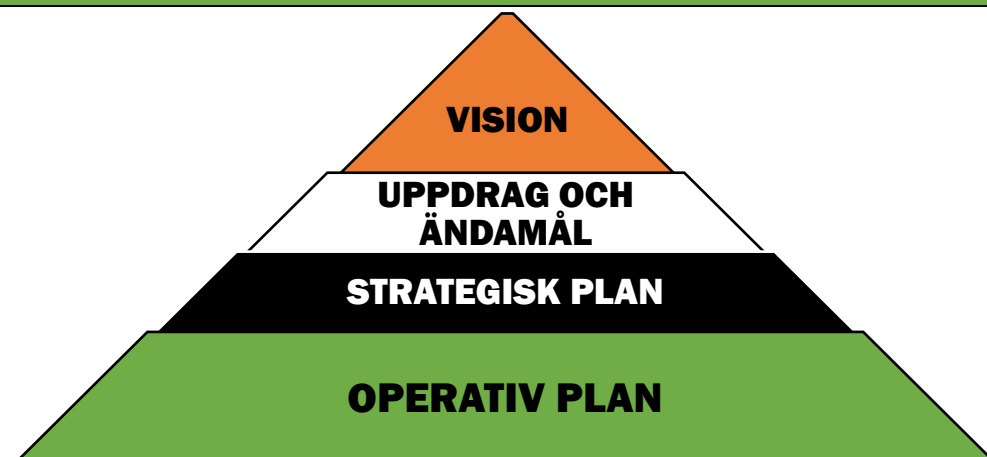 VISION
UPPDRAG OCH
ÄNDAMÅL
STRATEGISK PLAN
OPERATIV PLAN